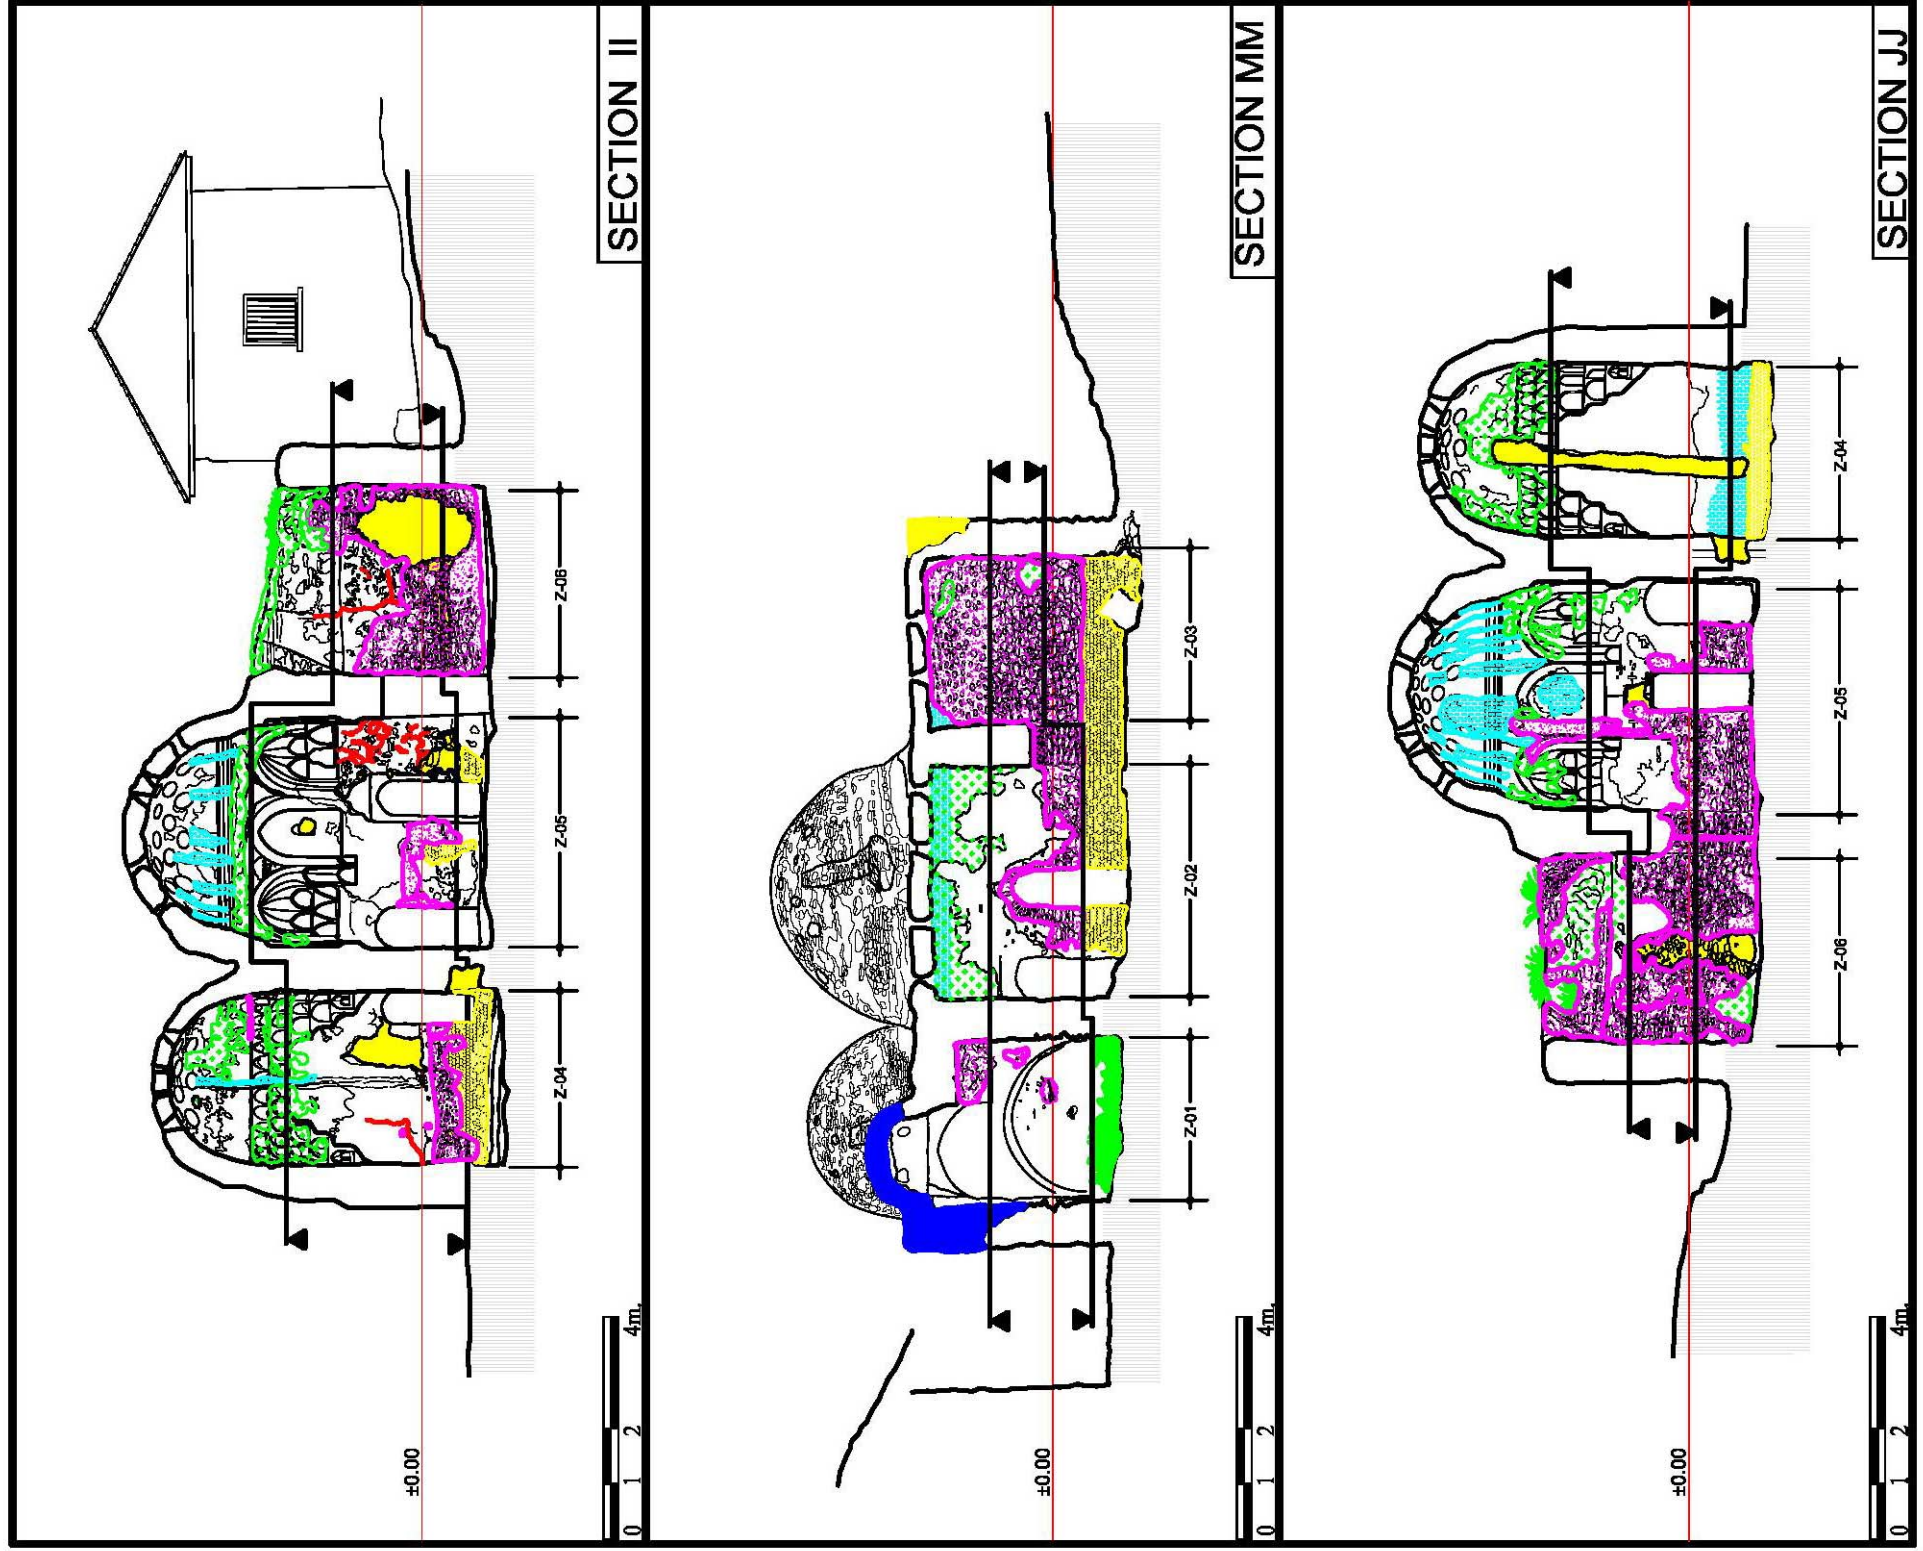 SECTION II
Z-06
Z-05
Z-04
±0.00
0 1 2 4m.
SECTION MM
Z-03
Z-02
Z-01
±0.00
0 1 2 4m.
SECTION JJ
Z-04
Z-05
Z-06
±0.00
0 1 2 4m.